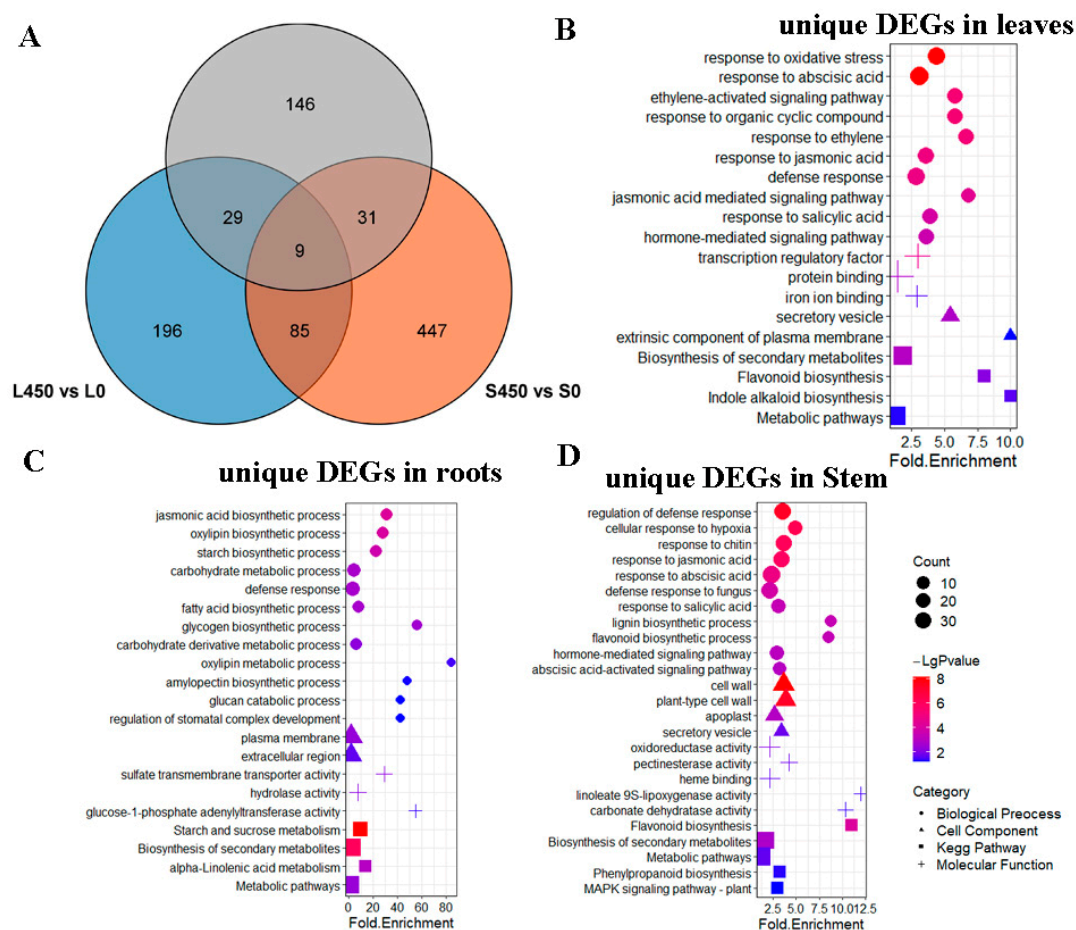 A
146
29
31
9
196
85
447
L450 vs L0
S450 vs S0
B
unique DEGs in leaves
response to oxidative stress
response to abscisic acid
ethylene-activated signaling pathway
response to organic cyclic compound
response to ethylene
response to jasmonic acid
defense response
jasmonic acid mediated signaling pathway
response to salicylic acid
hormone-mediated signaling pathway
transcription regulatory factor
protein binding
iron ion binding
secretory vesicle
extrinsic component of plasma membrane
Biosynthesis of secondary metabolites
Flavonoid biosynthesis
Indole alkaloid biosynthesis
Metabolic pathways
2.5 5.0 7.5 10.0
Fold.Enrichment
C
unique DEGs in roots
jasmonic acid biosynthetic process
oxylipin biosynthetic process
starch biosynthetic process
carbohydrate metabolic process
defense response
fatty acid biosynthetic process
glycogen biosynthetic process
carbohydrate derivative metabolic process
oxylipin metabolic process
amylopectin biosynthetic process
glucan catabolic process
regulation of stomatal complex development
plasma membrane
extracellular region
sulfate transmembrane transporter activity
hydrolase activity
glucose-1-phosphate adenylyltransferase activity
Starch and sucrose metabolism
Biosynthesis of secondary metabolites
alpha-Linolenic acid metabolism
Metabolic pathways
0 20 40 60 80
Fold.Enrichment
D
unique DEGs in Stem
regulation of defense response
cellular response to hypoxia
response to chitin
response to jasmonic acid
response to abscisic acid
defense response to fungus
response to salicylic acid
lignin biosynthetic process
flavonoid biosynthetic process
hormone-mediated signaling pathway
abscisic acid-activated signaling pathway
cell wall
plant-type cell wall
apoplast
secretory vesicle
oxidoreductase activity
pectinesterase activity
heme binding
linoleate 9S-lipoxygenase activity
carbonate dehydratase activity
Flavonoid biosynthesis
Biosynthesis of secondary metabolites
Metabolic pathways
Phenylpropanoid biosynthesis
MAPK signaling pathway - plant
2.5 5.0 7.5 10.0 12.5
Fold.Enrichment
Count
10
20
30
−LgPvalue
8
6
4
2
Category
Biological Preocess
Cell Component
Kegg Pathway
Molecular Function